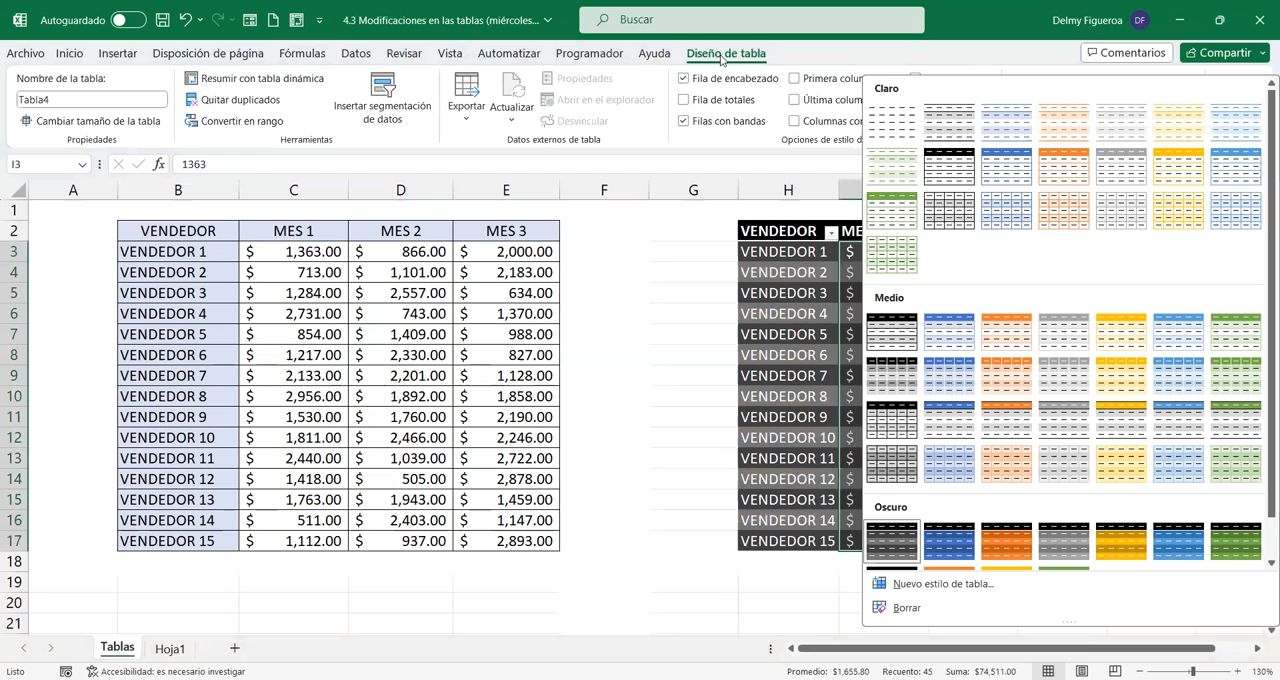 Autoguardado
4.3 Modificaciones en las tablas (miércoles...
Buscar
Delmy Figueroa
DF
Archivo
Inicio
Insertar
Disposición de página
Fórmulas
Datos
Revisar
Vista
Automatizar
Programador
Ayuda
Diseño de tabla
Comentarios
Compartir
Nombre de la tabla:
Tabla4
Cambiar tamaño de la tabla
Propiedades
Resumir con tabla dinámica
Quitar duplicados
Convertir en rango
Insertar segmentación
de datos
Herramientas
Exportar
Actualizar
Propiedades
Abrir en el explorador
Desvincular
Datos externos de tabla
Fila de encabezado
Fila de totales
Filas con bandas
Primera colum
Última colum
Columnas co
Opciones de estilo d
I3
fx
1363
A B C D E F G H
1
2 VENDEDOR MES 1 MES 2 MES 3 VENDEDOR ME
3 VENDEDOR 1 $ 1,363.00 $ 866.00 $ 2,000.00 VENDEDOR 1 $
4 VENDEDOR 2 $ 713.00 $ 1,101.00 $ 2,183.00 VENDEDOR 2 $
5 VENDEDOR 3 $ 1,284.00 $ 2,557.00 $ 634.00 VENDEDOR 3 $
6 VENDEDOR 4 $ 2,731.00 $ 743.00 $ 1,370.00 VENDEDOR 4 $
7 VENDEDOR 5 $ 854.00 $ 1,409.00 $ 988.00 VENDEDOR 5 $
8 VENDEDOR 6 $ 1,217.00 $ 2,330.00 $ 827.00 VENDEDOR 6 $
9 VENDEDOR 7 $ 2,133.00 $ 2,201.00 $ 1,128.00 VENDEDOR 7 $
10 VENDEDOR 8 $ 2,956.00 $ 1,892.00 $ 1,858.00 VENDEDOR 8 $
11 VENDEDOR 9 $ 1,530.00 $ 1,760.00 $ 2,190.00 VENDEDOR 9 $
12 VENDEDOR 10 $ 1,811.00 $ 2,466.00 $ 2,246.00 VENDEDOR 10 $
13 VENDEDOR 11 $ 2,440.00 $ 1,039.00 $ 2,722.00 VENDEDOR 11 $
14 VENDEDOR 12 $ 1,418.00 $ 505.00 $ 2,878.00 VENDEDOR 12 $
15 VENDEDOR 13 $ 1,763.00 $ 1,943.00 $ 1,459.00 VENDEDOR 13 $
16 VENDEDOR 14 $ 511.00 $ 2,403.00 $ 1,147.00 VENDEDOR 14 $
17 VENDEDOR 15 $ 1,112.00 $ 937.00 $ 2,893.00 VENDEDOR 15 $
18
19
20
21
Claro
Medio
Oscuro
Nuevo estilo de tabla...
Borrar
Tablas
Hoja1
Listo
Accesibilidad: es necesario investigar
Promedio: $1,655.80
Recuento: 45
Suma: $74,511.00
130%